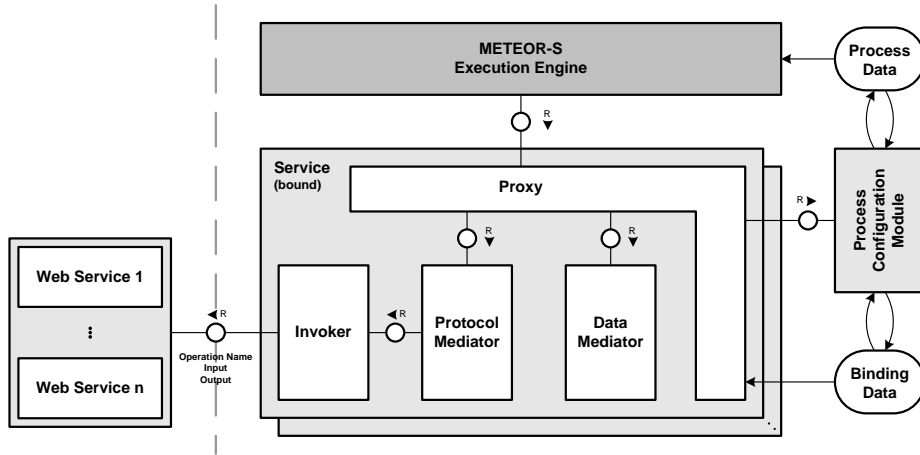 METEOR-S
Execution Engine
Process
Data
R
Service
(bound)
Proxy
R
Process
Configuration
Module
R
R
Web Service 1
...
Web Service n
R
Operation Name
Input
Output
Invoker
R
Protocol
Mediator
Data
Mediator
Binding
Data
...